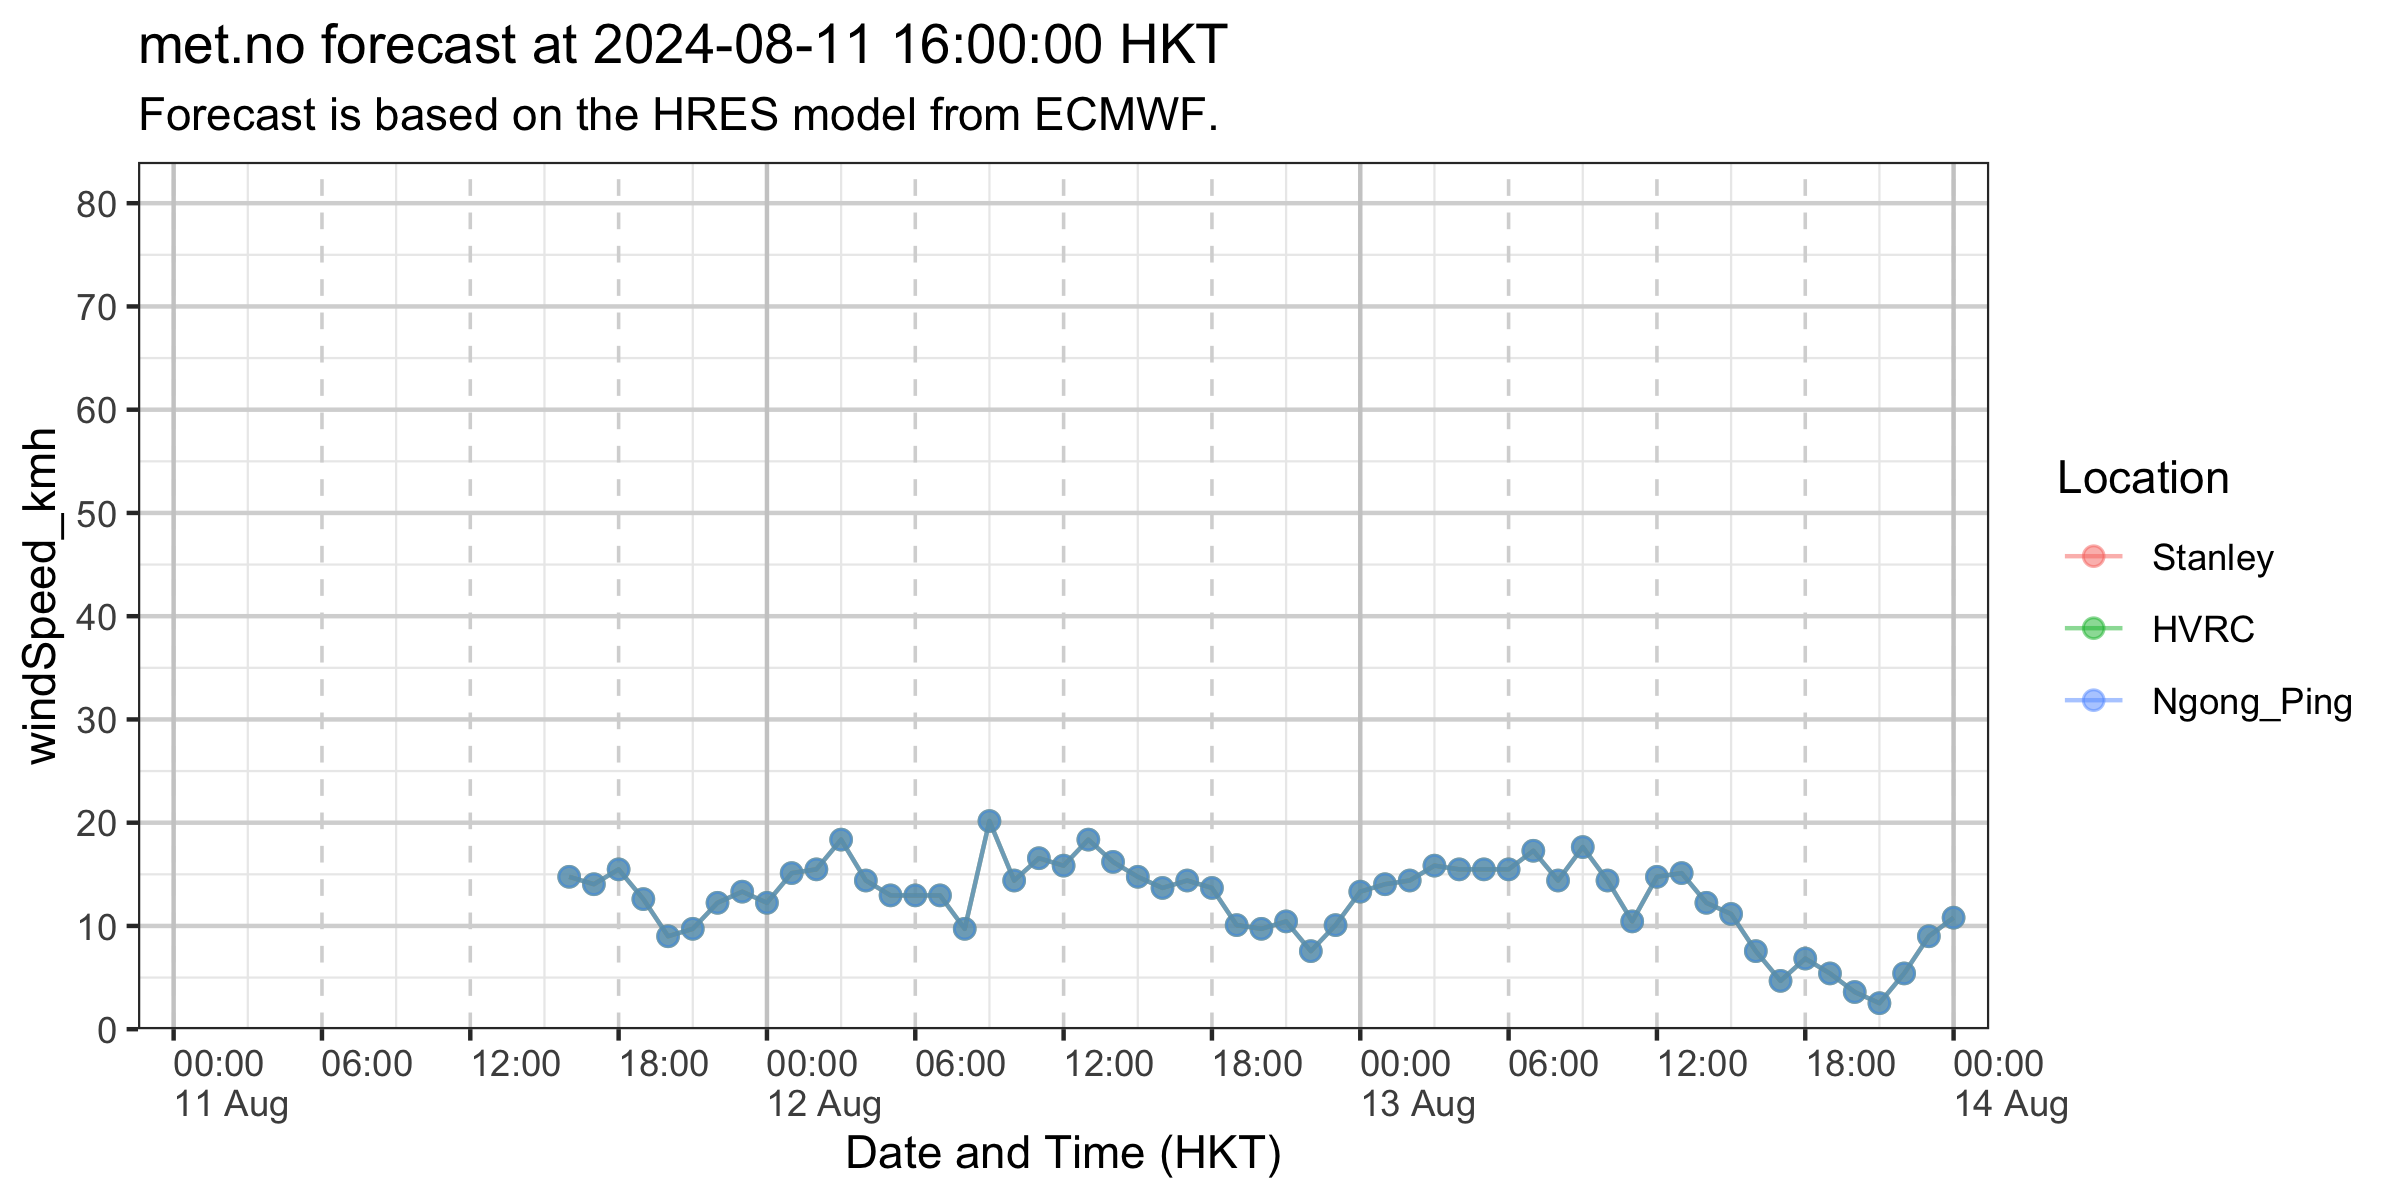 met.no forecast at 2024-08-11 16:00:00 HKT
Forecast is based on the HRES model from ECMWF.
windSpeed_kmh
80
70
60
50
40
30
20
10
0
00:00 06:00 12:00 18:00 00:00 06:00 12:00 18:00 00:00 06:00 12:00 18:00 00:00
11 Aug 12 Aug 13 Aug 14 Aug
Date and Time (HKT)
Location
Stanley
HVRC
Ngong_Ping